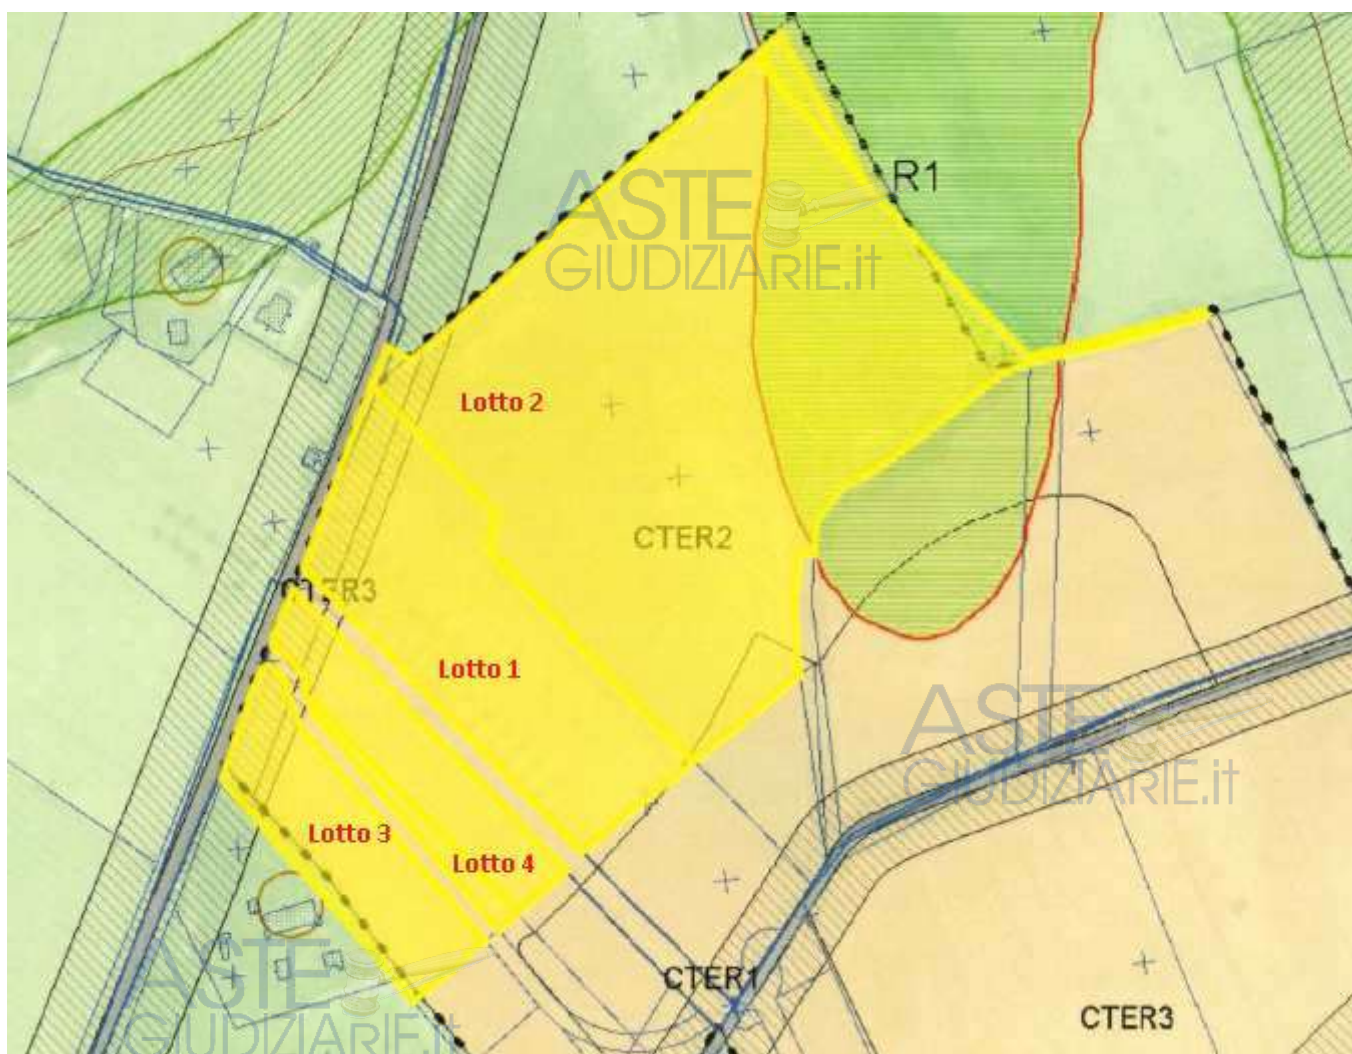 R1
ASTE
GIUDIZIARIE.it
Lotto 2
CTER2
Lotto 1
ASTE
GIUDIZIARIE.it
Lotto 3
Lotto 4
ASTE
GIUDIZIARIE.it
CTER1
CTER3